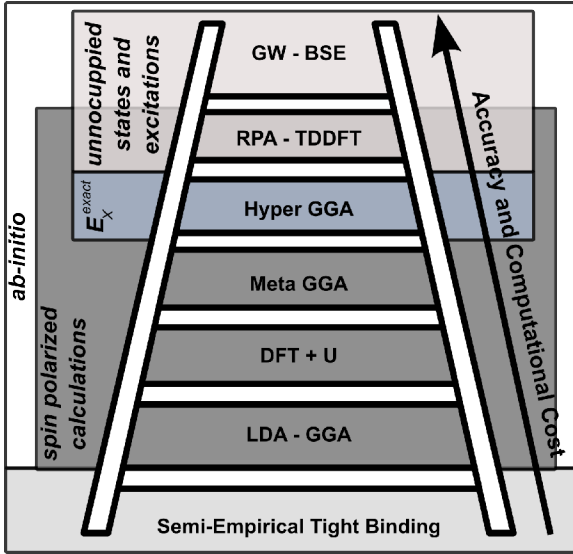 unnocuppied
states and
excitations
GW - BSE
RPA - TDDFT
E_X^exact
Hyper GGA
ab-initio
Meta GGA
spin polarized
calculations
DFT + U
LDA - GGA
Semi-Empirical Tight Binding
Accuracy and Computational Cost